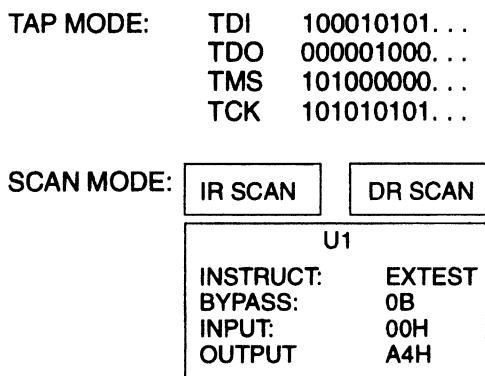 TAP MODE: TDI 100010101. . .
TDO 000001000. . .
TMS 101000000. . .
TCK 101010101. . .
SCAN MODE: IR SCAN DR SCAN
U1
INSTRUCT: EXTEST
BYPASS: 0B
INPUT: 00H
OUTPUT A4H